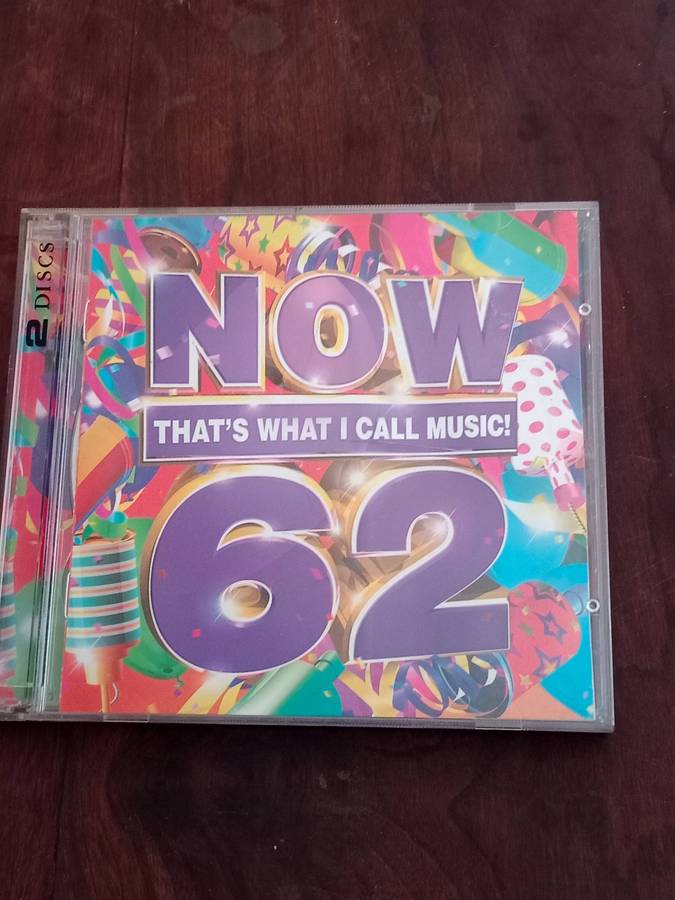 2 DISCS
NOW
THAT'S WHAT I CALL MUSIC!
62